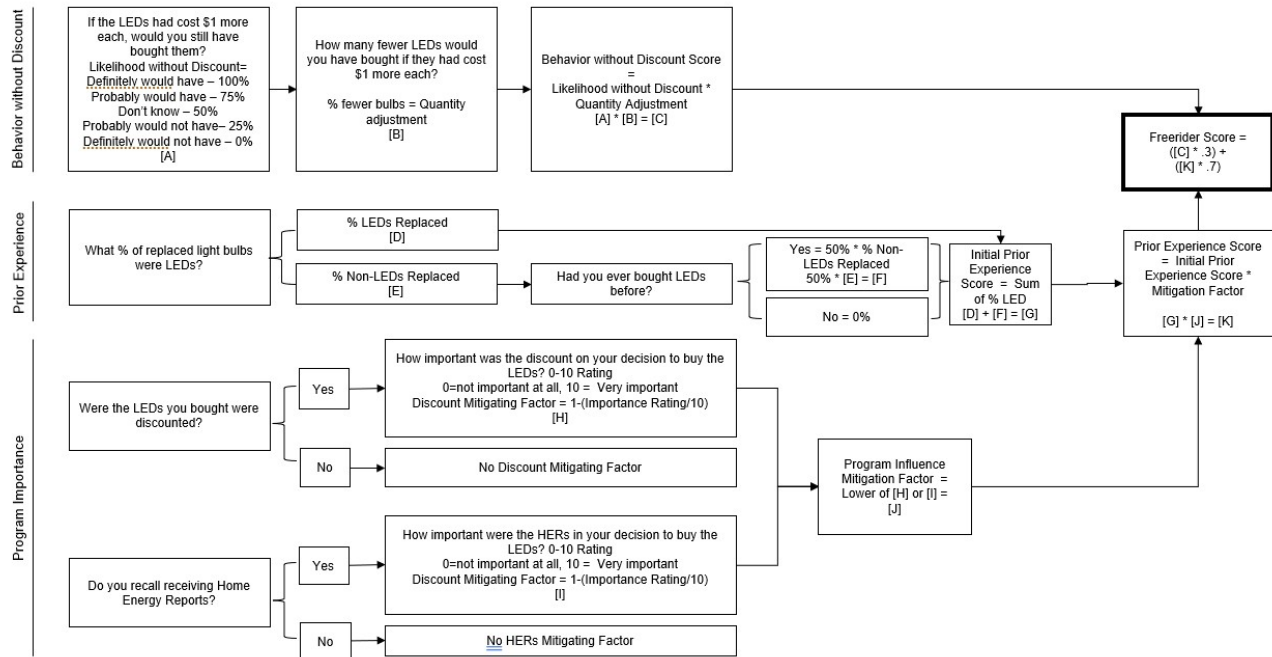 Behavior without Discount
If the LEDs had cost $1 more
each, would you still have
bought them?
Likelihood without Discount=
Definitely would have – 100%
Probably would have – 75%
Don't know – 50%
Probably would not have– 25%
Definitely would not have – 0%
[A]
How many fewer LEDs would
you have bought if they had cost
$1 more each?
% fewer bulbs = Quantity
adjustment
[B]
Behavior without Discount Score
=
Likelihood without Discount *
Quantity Adjustment
[A] * [B] = [C]
Freerider Score =
([C] * .3) +
([K] * .7)
Prior Experience
What % of replaced light bulbs
were LEDs?
% LEDs Replaced
[D]
% Non-LEDs Replaced
[E]
Had you ever bought LEDs
before?
Yes = 50% * % Non-
LEDs Replaced
50% * [E] = [F]
No = 0%
Initial Prior
Experience
Score = Sum
of % LED
[D] + [F] = [G]
Prior Experience Score
= Initial Prior
Experience Score *
Mitigation Factor
[G] * [J] = [K]
Program Importance
Were the LEDs you bought were
discounted?
Yes
How important was the discount on your decision to buy the
LEDs? 0-10 Rating
0=not important at all, 10 = Very important
Discount Mitigating Factor = 1-(Importance Rating/10)
[H]
No
No Discount Mitigating Factor
Program Influence
Mitigation Factor =
Lower of [H] or [I] =
[J]
Do you recall receiving Home
Energy Reports?
Yes
How important were the HERs in your decision to buy the
LEDs? 0-10 Rating
0=not important at all, 10 = Very important
Discount Mitigating Factor = 1-(Importance Rating/10)
[I]
No
No HERs Mitigating Factor